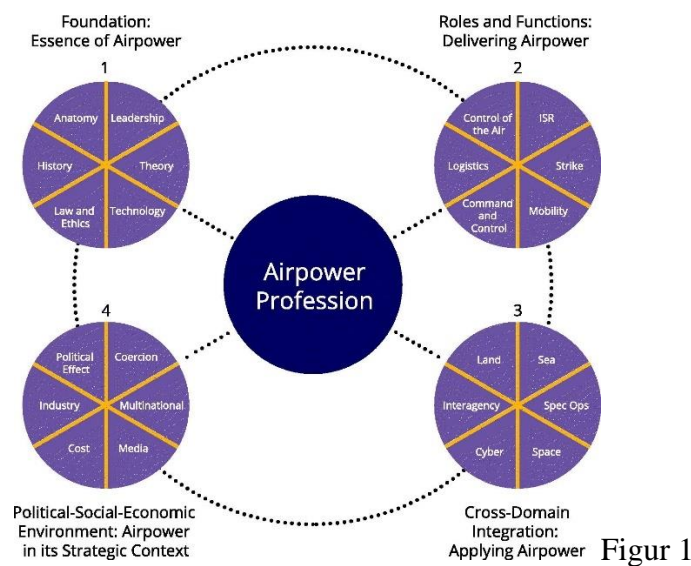 Foundation:
Essence of Airpower
1
Anatomy
Leadership
History
Theory
Law and
Ethics
Technology
Roles and Functions:
Delivering Airpower
2
Control of
the Air
ISR
Logistics
Strike
Command
and
Control
Mobility
Airpower
Profession
4
Political
Effect
Coercion
Industry
Multinational
Cost
Media
Political-Social-Economic
Environment: Airpower
in its Strategic Context
3
Land
Sea
Interagency
Spec Ops
Cyber
Space
Cross-Domain
Integration:
Applying Airpower
Figur 1